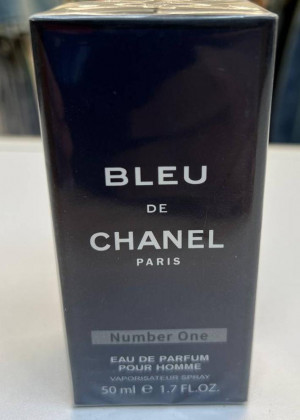 BLEU
DE
CHANEL
PARIS
Number One
EAU DE PARFUM
POUR HOMME
VAPORISATEUR SPRAY
50 ml ℮ 1.7 FL.OZ.